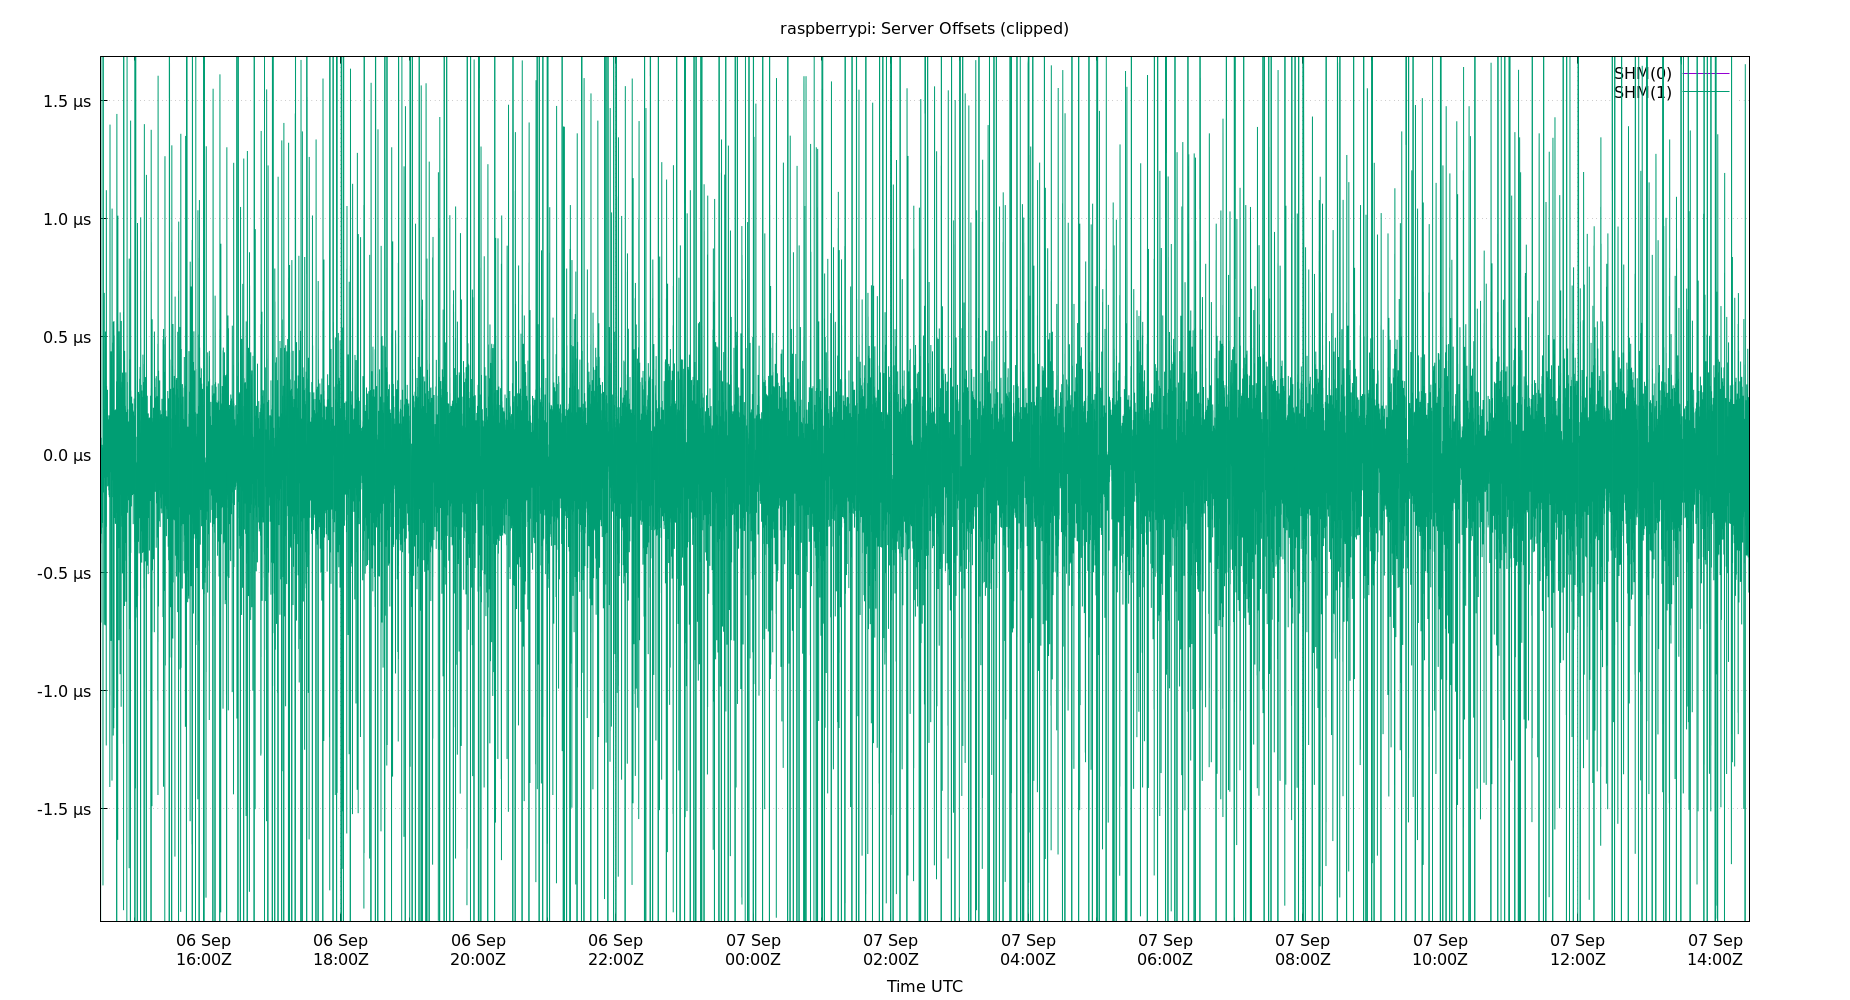 raspberrypi: Server Offsets (clipped)
SHM(0)
SHM(1)
1.5 µs
1.0 µs
0.5 µs
0.0 µs
-0.5 µs
-1.0 µs
-1.5 µs
06 Sep 06 Sep 06 Sep 06 Sep 07 Sep 07 Sep 07 Sep 07 Sep 07 Sep 07 Sep 07 Sep 07 Sep
16:00Z 18:00Z 20:00Z 22:00Z 00:00Z 02:00Z 04:00Z 06:00Z 08:00Z 10:00Z 12:00Z 14:00Z
Time UTC